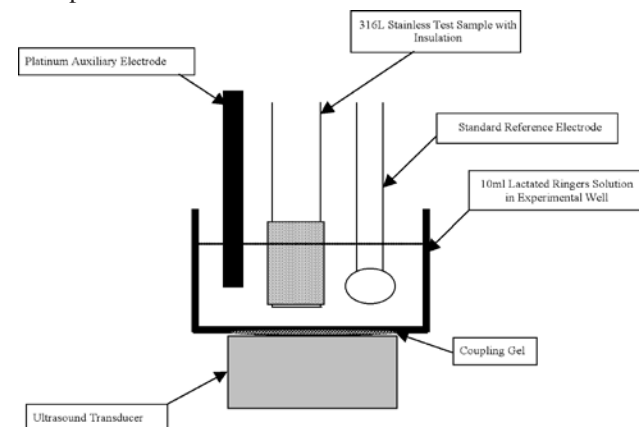 316L Stainless Test Sample with
Insulation
Platinum Auxiliary Electrode
Standard Reference Electrode
10ml Lactated Ringers Solution
in Experimental Well
Coupling Gel
Ultrasound Transducer